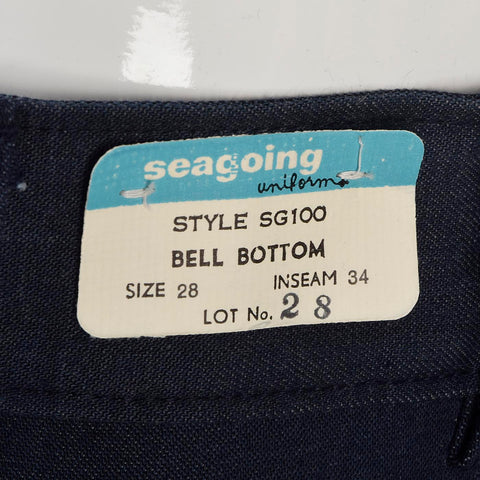 seagoing
uniform.
STYLE SG100
BELL BOTTOM
SIZE 28 INSEAM 34
LOT No. 28